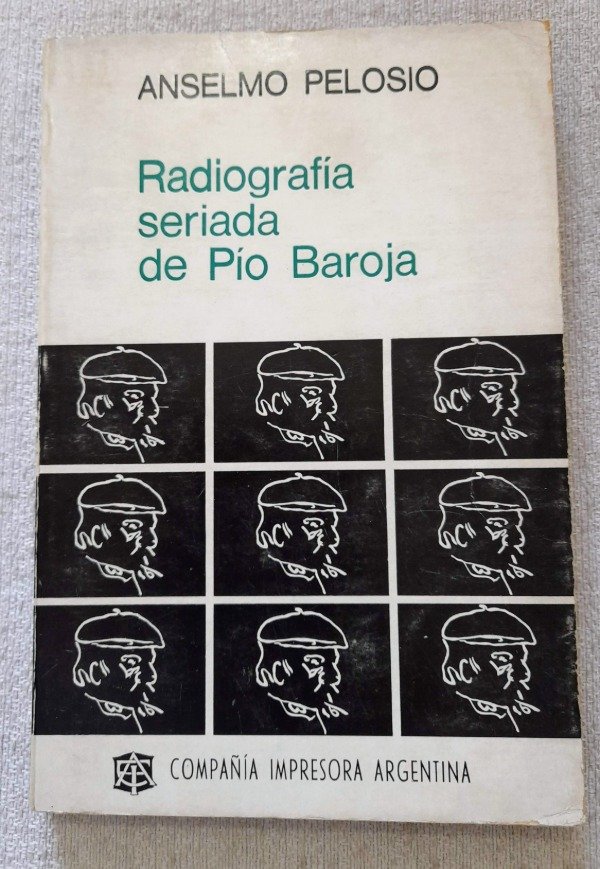 ANSELMO PELOSIO
Radiografía
seriada
de Pío Baroja
COMPAÑÍA IMPRESORA ARGENTINA